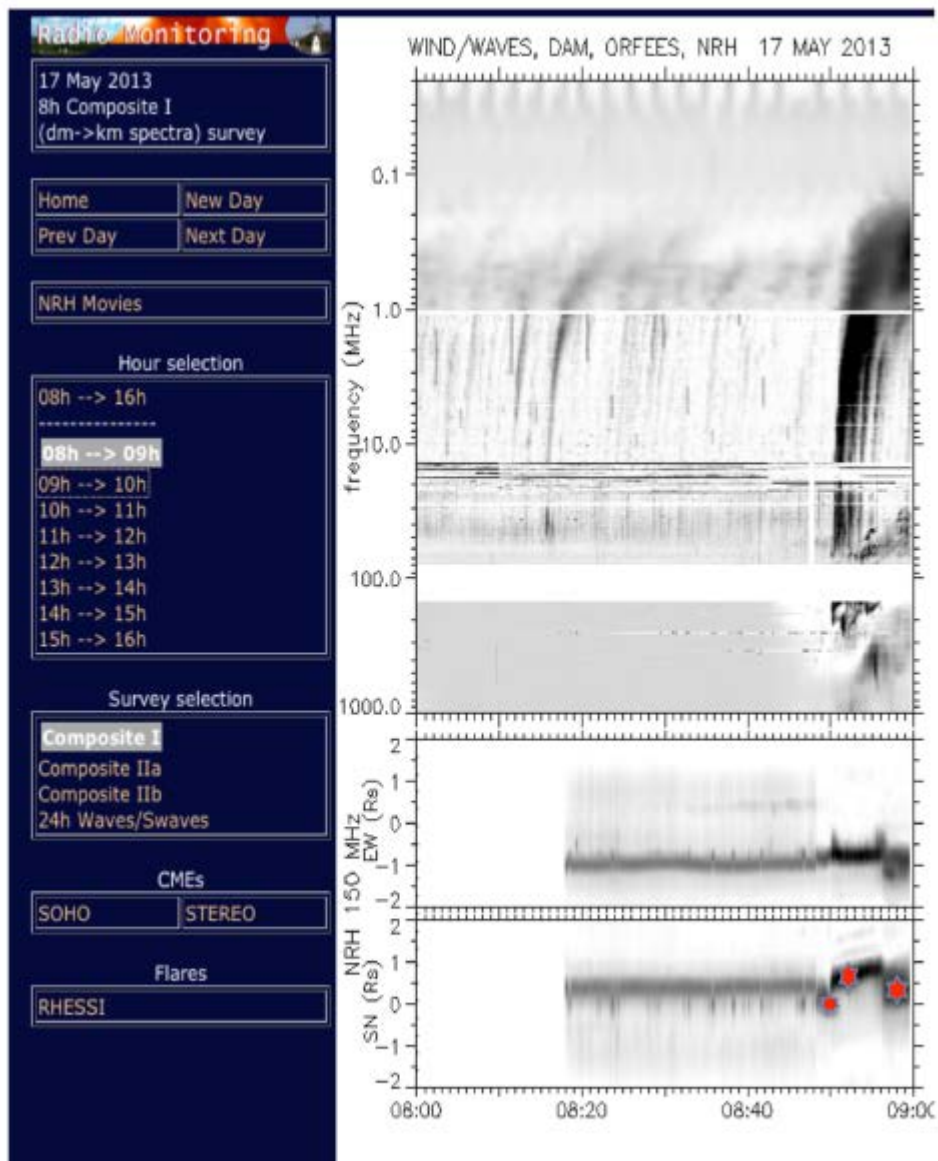 Radio Monitoring
17 May 2013
8h Composite I
(dm->km spectra) survey
Home New Day
Prev Day Next Day
NRH Movies
Hour selection
08h --> 16h
---------------
08h --> 09h
09h --> 10h
10h --> 11h
11h --> 12h
12h --> 13h
13h --> 14h
14h --> 15h
15h --> 16h
Survey selection
Composite I
Composite IIa
Composite IIb
24h Waves/Swaves
CMEs
SOHO STEREO
Flares
RHESSI
WIND/WAVES, DAM, ORFEES, NRH 17 MAY 2013
frequency (MHz)
0.1
1.0
10.0
100.0
1000.0
NRH 150 MHz
EW (Rs)
2
1
0
-1
-2
SN (Rs)
2
1
0
-1
-2
08:00 08:20 08:40 09:00